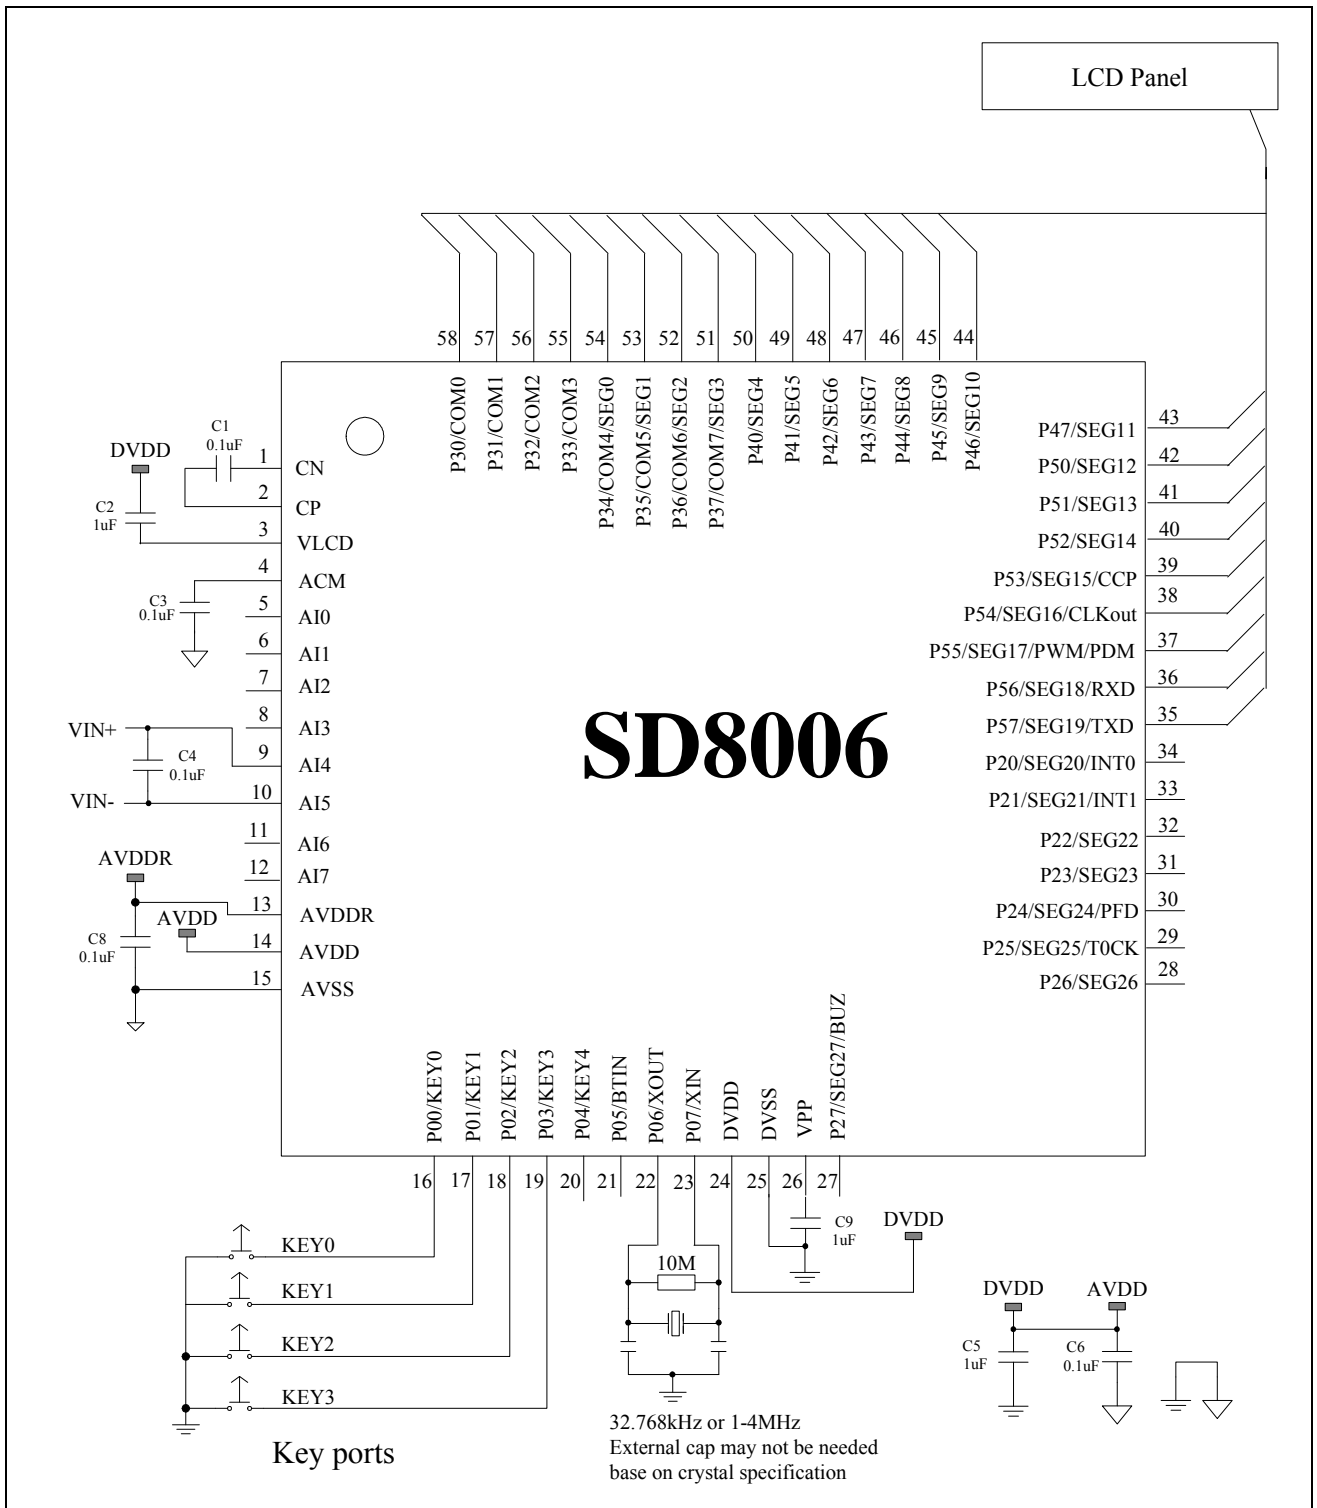 LCD Panel
58 57 56 55 54 53 52 51 50 49 48 47 46 45 44
P30/COM0
P31/COM1
P32/COM2
P33/COM3
P34/COM4/SEG0
P35/COM5/SEG1
P36/COM6/SEG2
P37/COM7/SEG3
P40/SEG4
P41/SEG5
P42/SEG6
P43/SEG7
P44/SEG8
P45/SEG9
P46/SEG10
C1
0.1uF
DVDD
C2
1uF
1 CN
2 CP
3 VLCD
4 ACM
C3
0.1uF
5 AI0
6 AI1
7 AI2
8 AI3
VIN+
9 AI4
C4
0.1uF
VIN-
10 AI5
11 AI6
12 AI7
AVDDR
13 AVDDR
AVDD
14 AVDD
C8
0.1uF
15 AVSS
SD8006
P47/SEG11 43
P50/SEG12 42
P51/SEG13 41
P52/SEG14 40
P53/SEG15/CCP 39
P54/SEG16/CLKout 38
P55/SEG17/PWM/PDM 37
P56/SEG18/RXD 36
P57/SEG19/TXD 35
P20/SEG20/INT0 34
P21/SEG21/INT1 33
P22/SEG22 32
P23/SEG23 31
P24/SEG24/PFD 30
P25/SEG25/T0CK 29
P26/SEG26 28
P00/KEY0
P01/KEY1
P02/KEY2
P03/KEY3
P04/KEY4
P05/BTIN
P06/XOUT
P07/XIN
DVDD
DVSS
VPP
P27/SEG27/BUZ
16 17 18 19 20 21 22 23 24 25 26 27
KEY0
KEY1
KEY2
KEY3
Key ports
10M
C9
1uF
DVDD
32.768kHz or 1-4MHz
External cap may not be needed
base on crystal specification
DVDD
AVDD
C5
1uF
C6
0.1uF